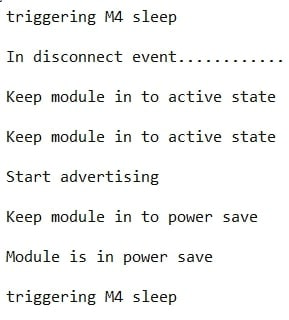 triggering M4 sleep
In disconnect event............
Keep module in to active state
Keep module in to active state
Start advertising
Keep module in to power save
Module is in power save
triggering M4 sleep